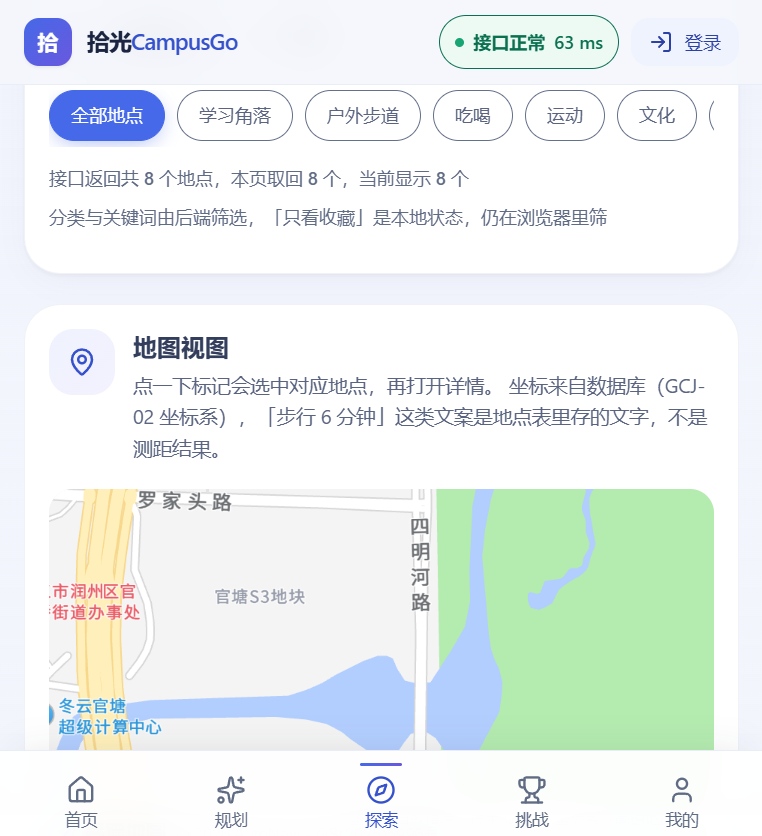 拾 拾光CampusGo 接口正常 63 ms 登录
全部地点 学习角落 户外步道 吃喝 运动 文化
接口返回共 8 个地点，本页取回 8 个，当前显示 8 个
分类与关键词由后端筛选，「只看收藏」是本地状态，仍在浏览器里筛
地图视图
点一下标记会选中对应地点，再打开详情。 坐标来自数据库（GCJ-
02 坐标系），「步行 6 分钟」这类文案是地点表里存的文字，不是
测距结果。
罗家头路
四明河路
官塘S3地块
市润州区官
街道办事处
冬云官塘
超级计算中心
首页 规划 探索 挑战 我的